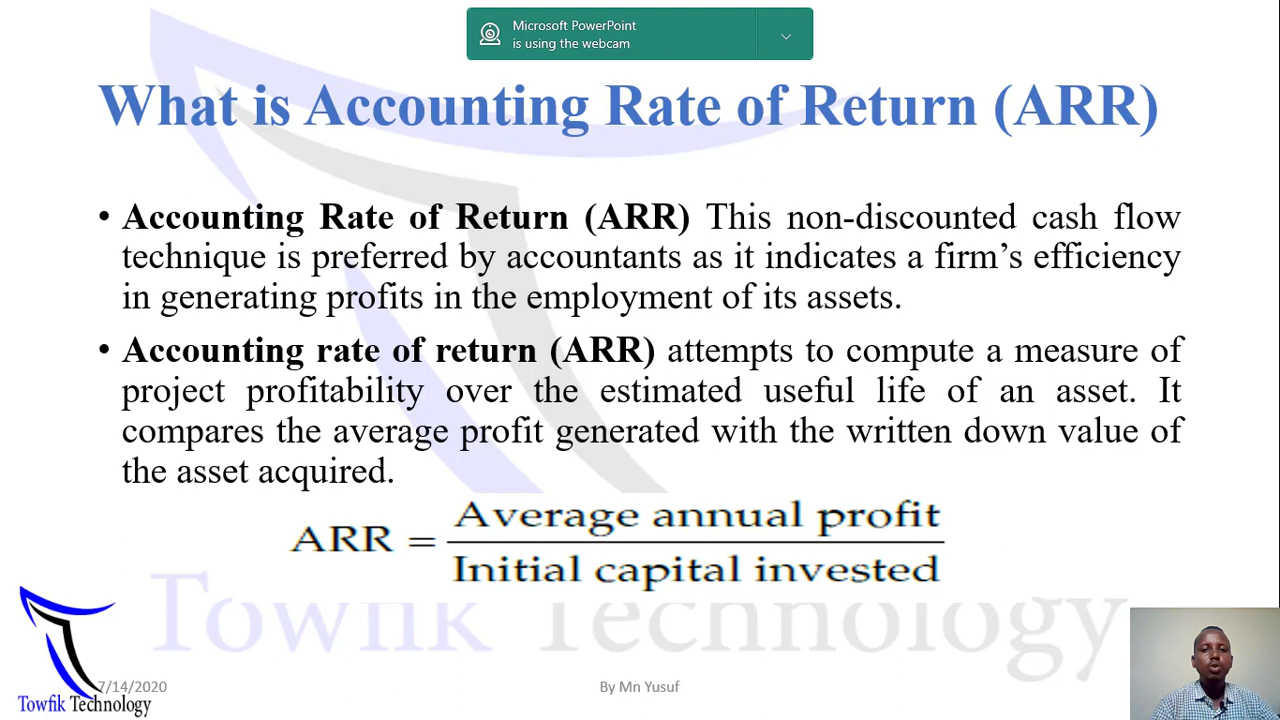 Microsoft PowerPoint
is using the webcam
What is Accounting Rate of Return (ARR)
• Accounting Rate of Return (ARR) This non-discounted cash flow
technique is preferred by accountants as it indicates a firm’s efficiency
in generating profits in the employment of its assets.
• Accounting rate of return (ARR) attempts to compute a measure of
project profitability over the estimated useful life of an asset. It
compares the average profit generated with the written down value of
the asset acquired.
Average annual profit
ARR =
Initial capital invested
Towfik Technology
7/14/2020
By Mn Yusuf
Towfik Technology